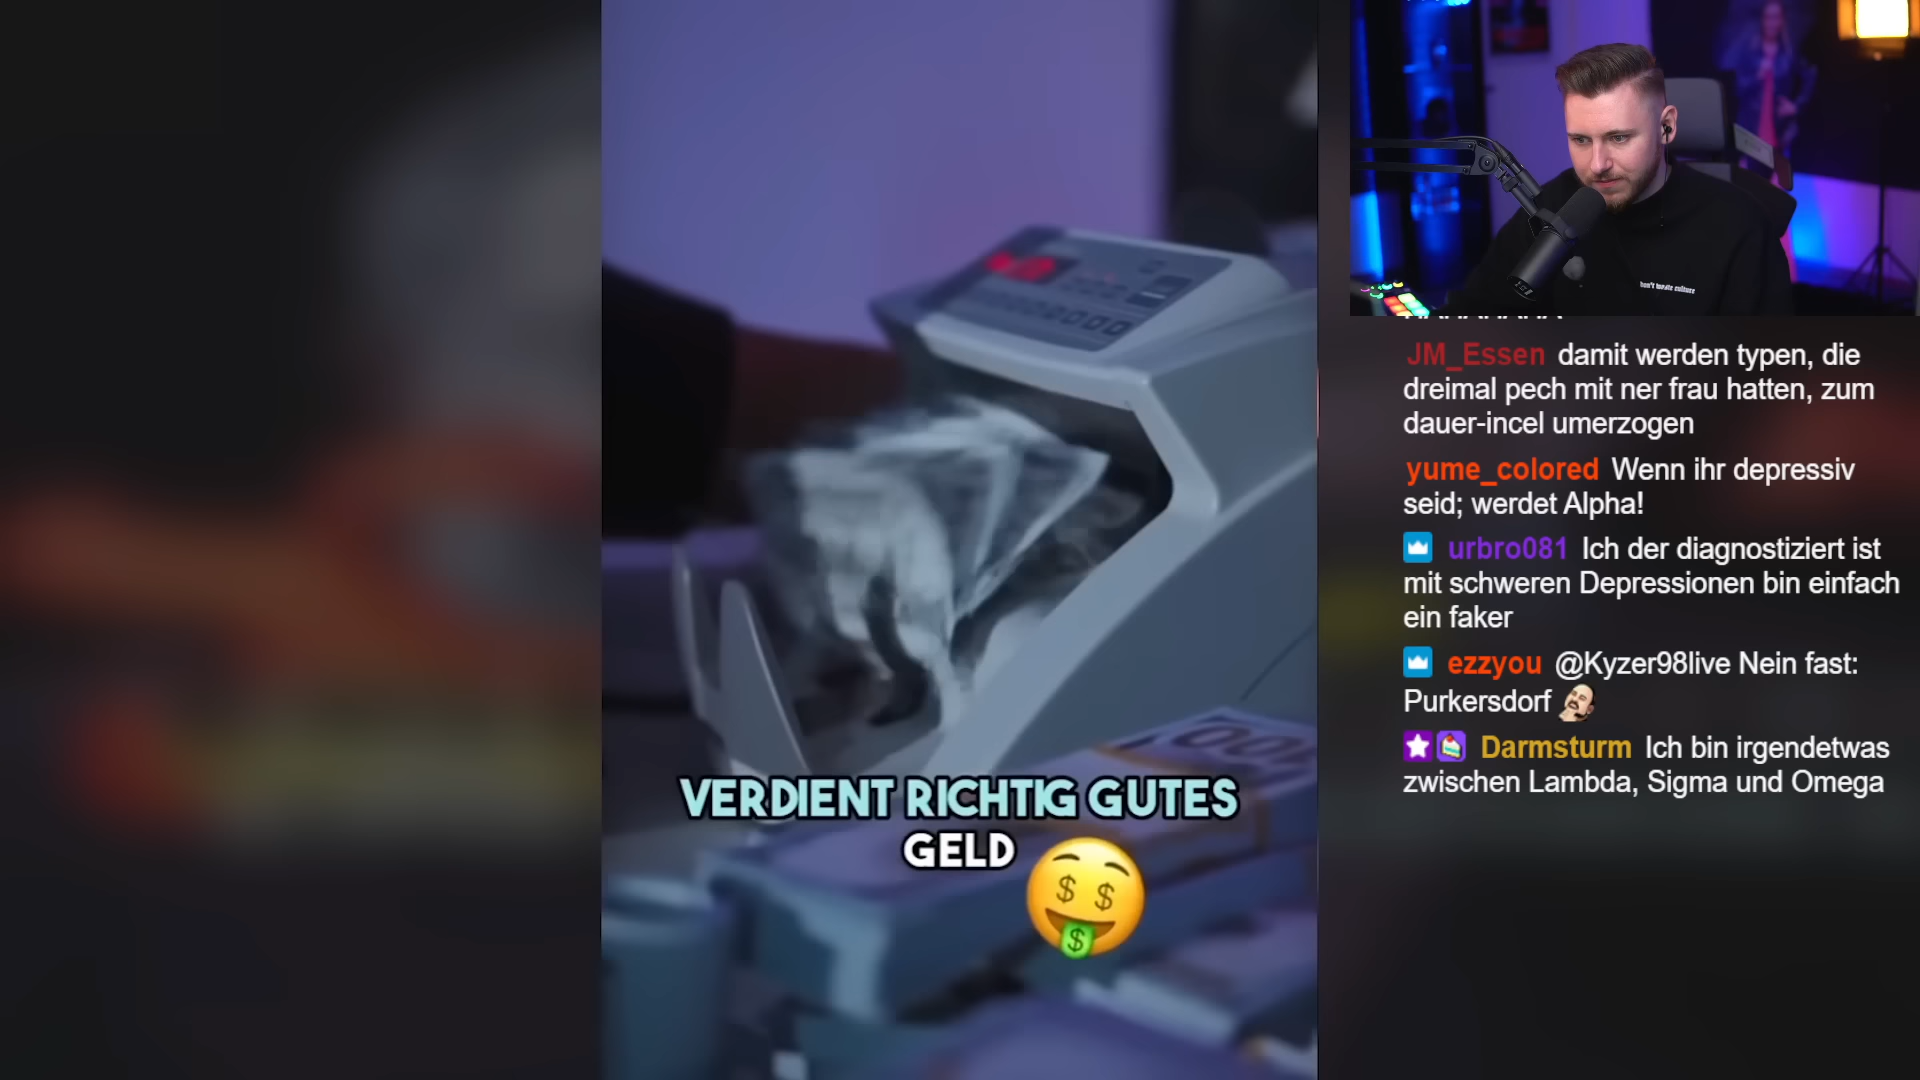 VERDIENT RICHTIG GUTES
GELD
JM_Essen damit werden typen, die
dreimal pech mit ner frau hatten, zum
dauer-incel umerzogen
yume_colored Wenn ihr depressiv
seid; werdet Alpha!
urbro081 Ich der diagnostiziert ist
mit schweren Depressionen bin einfach
ein faker
ezzyou @Kyzer98live Nein fast:
Purkersdorf
Darmsturm Ich bin irgendetwas
zwischen Lambda, Sigma und Omega